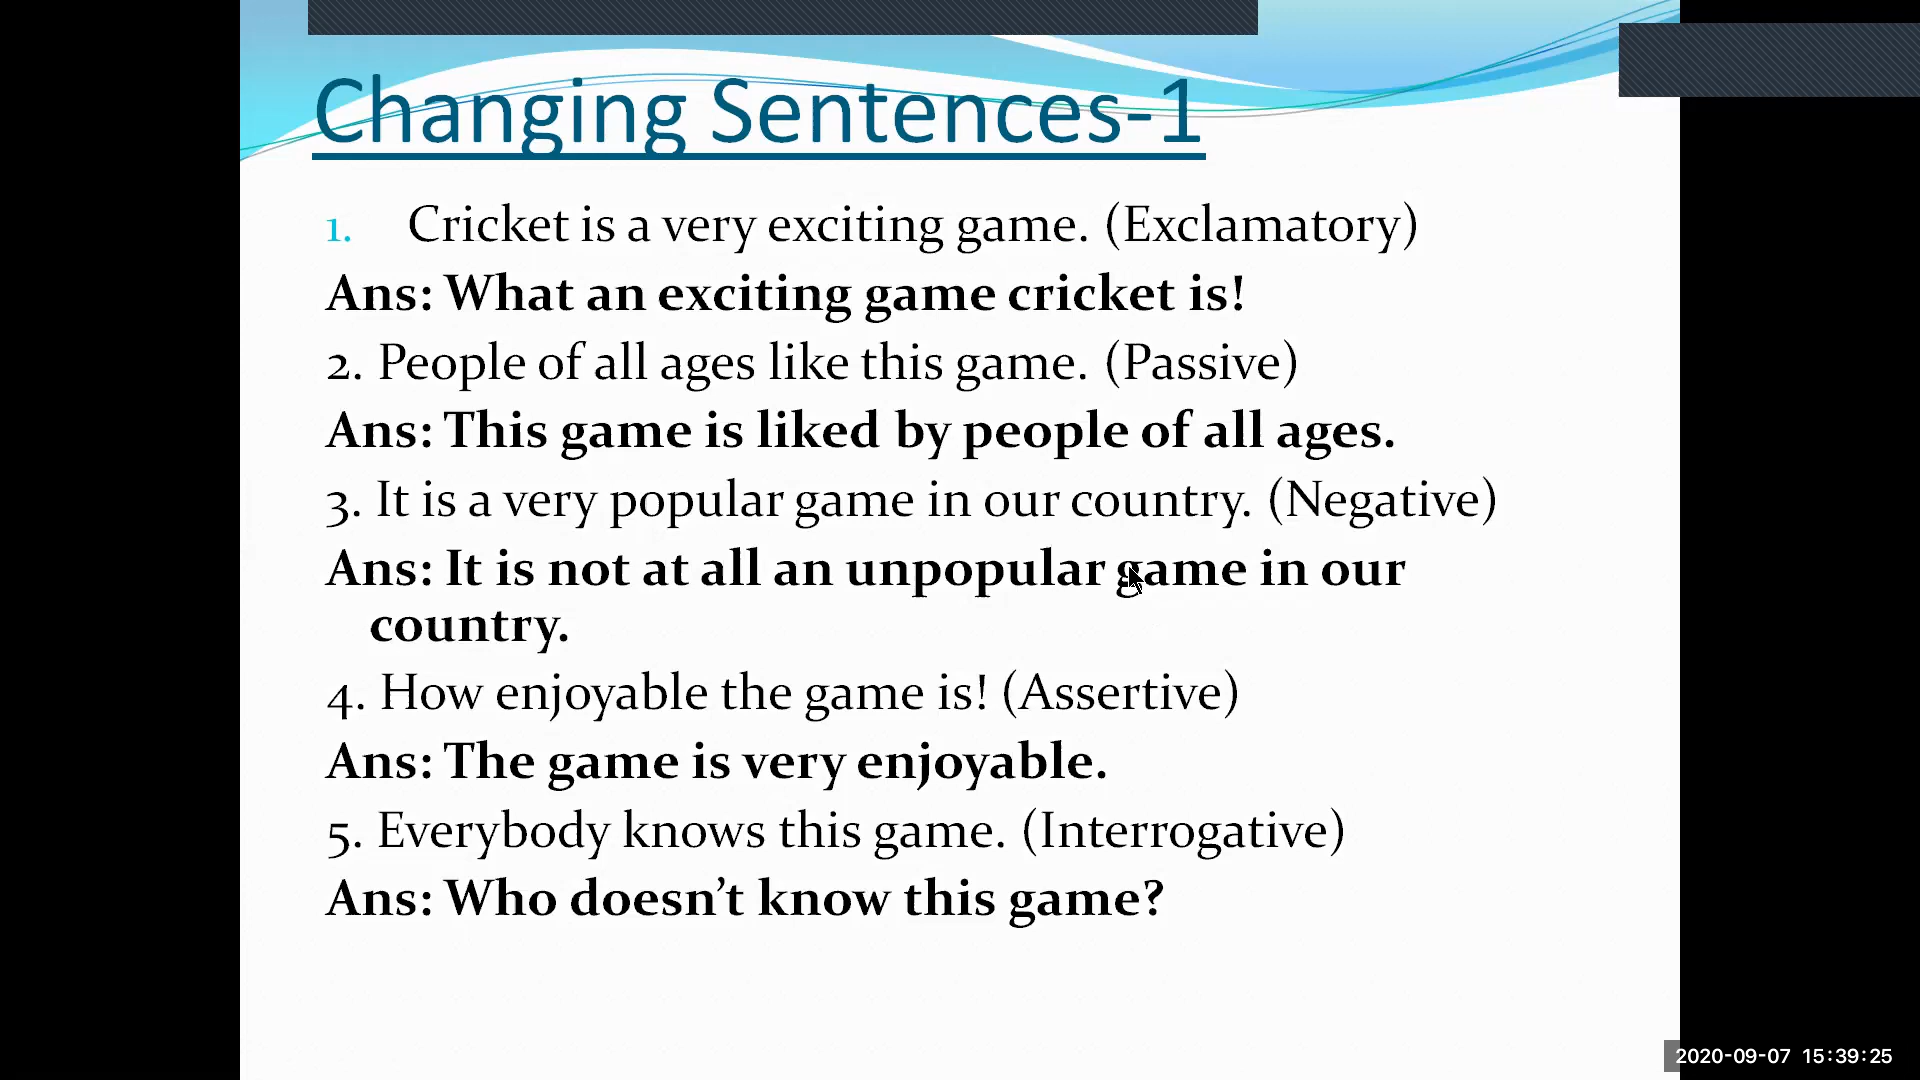 Changing Sentences-1
1. Cricket is a very exciting game. (Exclamatory)
Ans: What an exciting game cricket is!
2. People of all ages like this game. (Passive)
Ans: This game is liked by people of all ages.
3. It is a very popular game in our country. (Negative)
Ans: It is not at all an unpopular game in our
country.
4. How enjoyable the game is! (Assertive)
Ans: The game is very enjoyable.
5. Everybody knows this game. (Interrogative)
Ans: Who doesn’t know this game?
2020-09-07 15:39:25